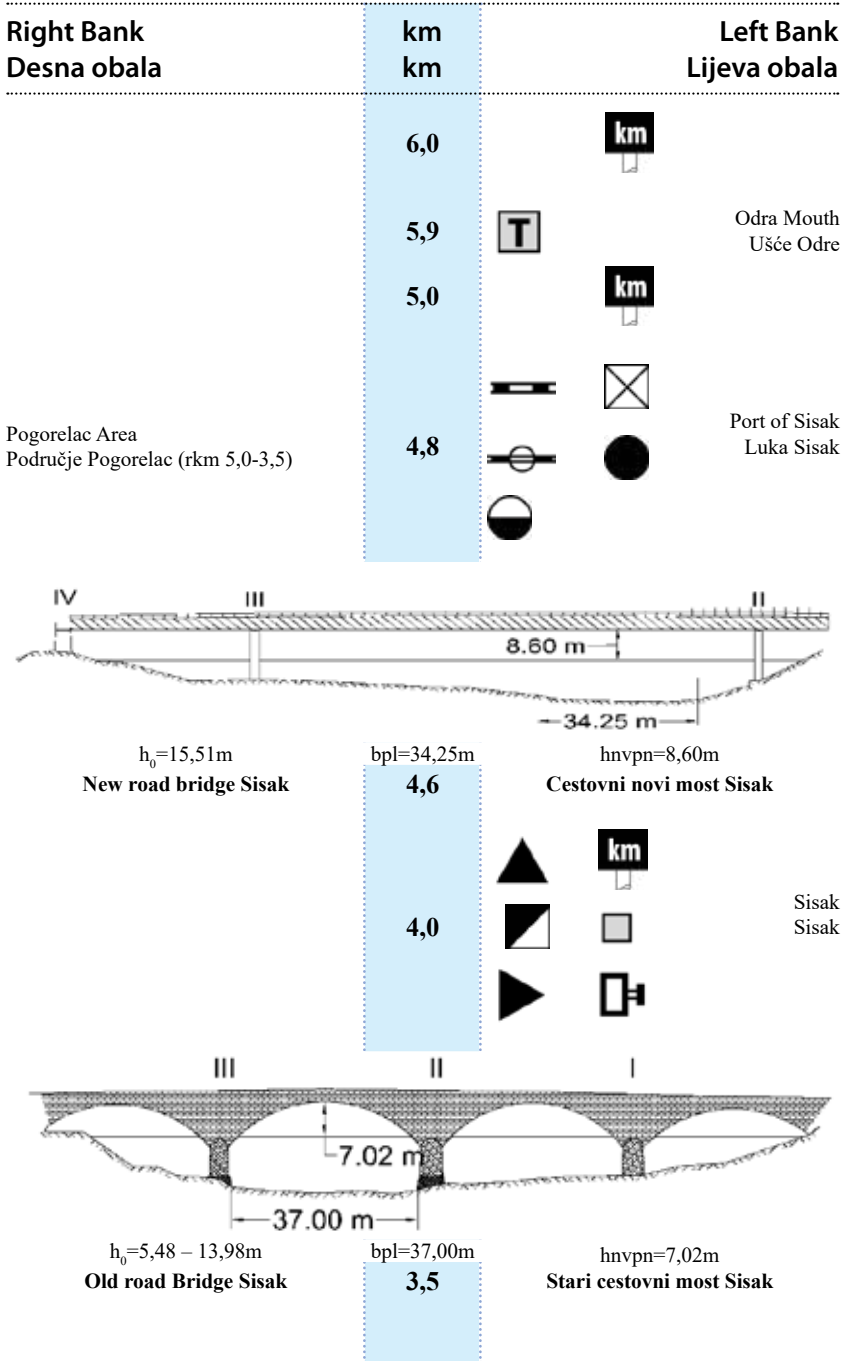 Right Bank km Left Bank
Desna obala km Lijeva obala
6,0 km
5,9 T Odra Mouth
Ušće Odre
5,0 km
Port of Sisak
Pogorelac Area
4,8 Luka Sisak
Područje Pogorelac (rkm 5,0-3,5)
IV III II
8.60 m
34.25 m
h₀=15,51m bpl=34,25m hnvpn=8,60m
New road bridge Sisak 4,6 Cestovni novi most Sisak
km
Sisak
4,0 Sisak
III II I
7.02 m
37.00 m
h₀=5,48 – 13,98m bpl=37,00m hnvpn=7,02m
Old road Bridge Sisak 3,5 Stari cestovni most Sisak